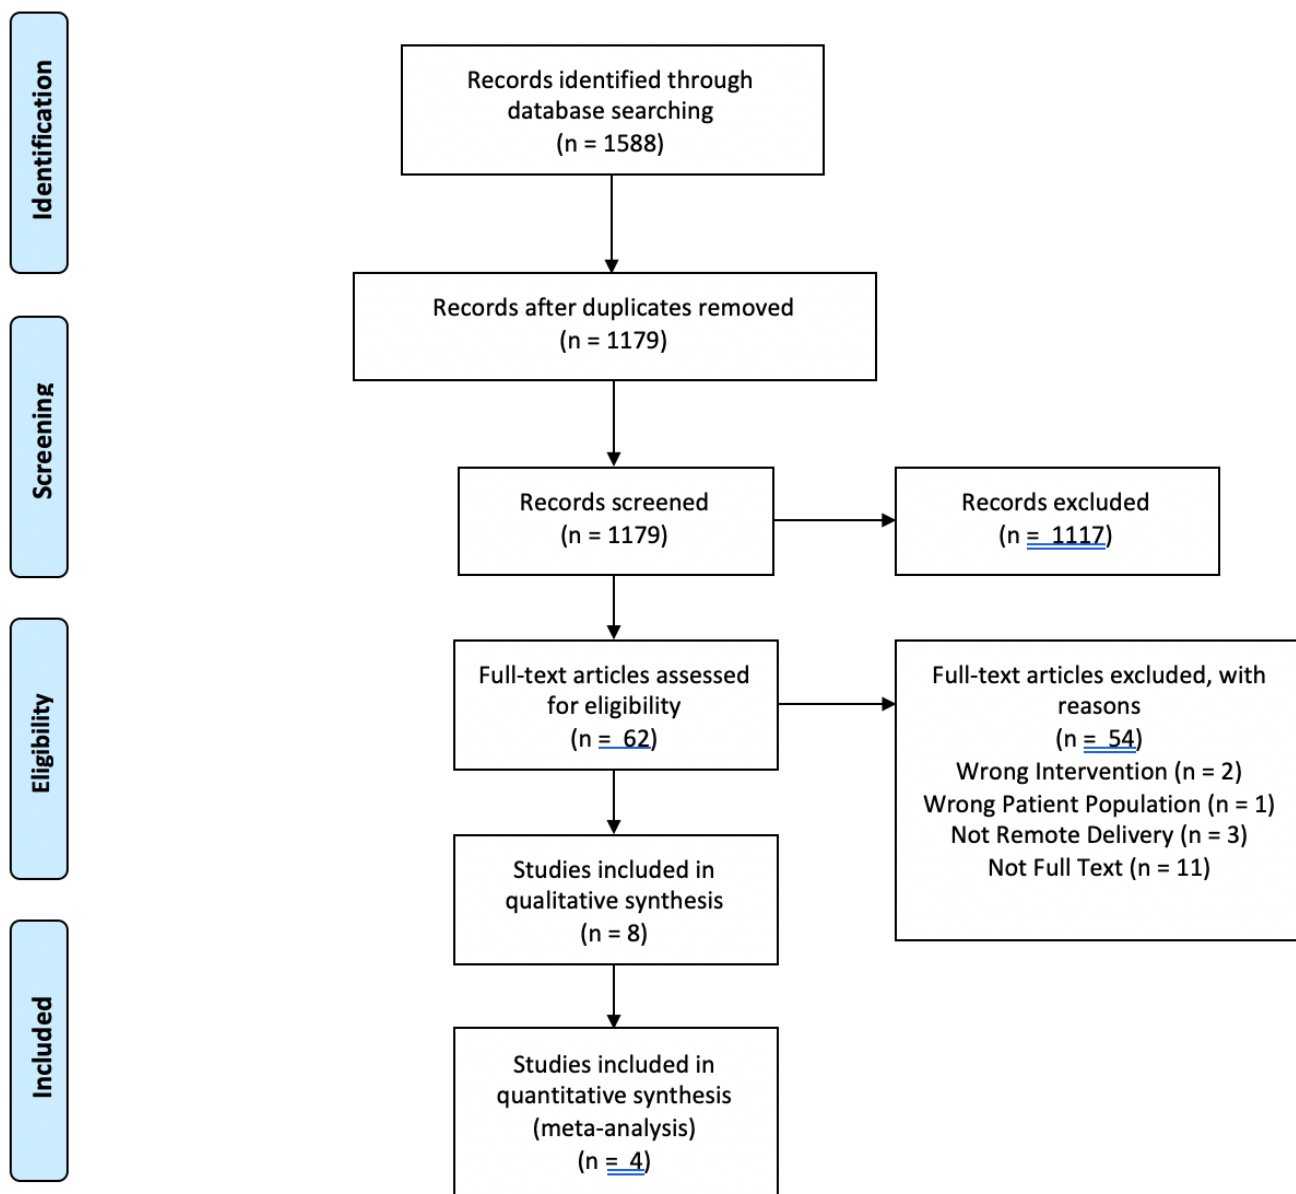 Identification
Records identified through
database searching
(n = 1588)
Records after duplicates removed
(n = 1179)
Screening
Records screened
(n = 1179)
Records excluded
(n = 1117)
Eligibility
Full-text articles assessed
for eligibility
(n = 62)
Full-text articles excluded, with
reasons
(n = 54)
Wrong Intervention (n = 2)
Wrong Patient Population (n = 1)
Not Remote Delivery (n = 3)
Not Full Text (n = 11)
Studies included in
qualitative synthesis
(n = 8)
Included
Studies included in
quantitative synthesis
(meta-analysis)
(n = 4)